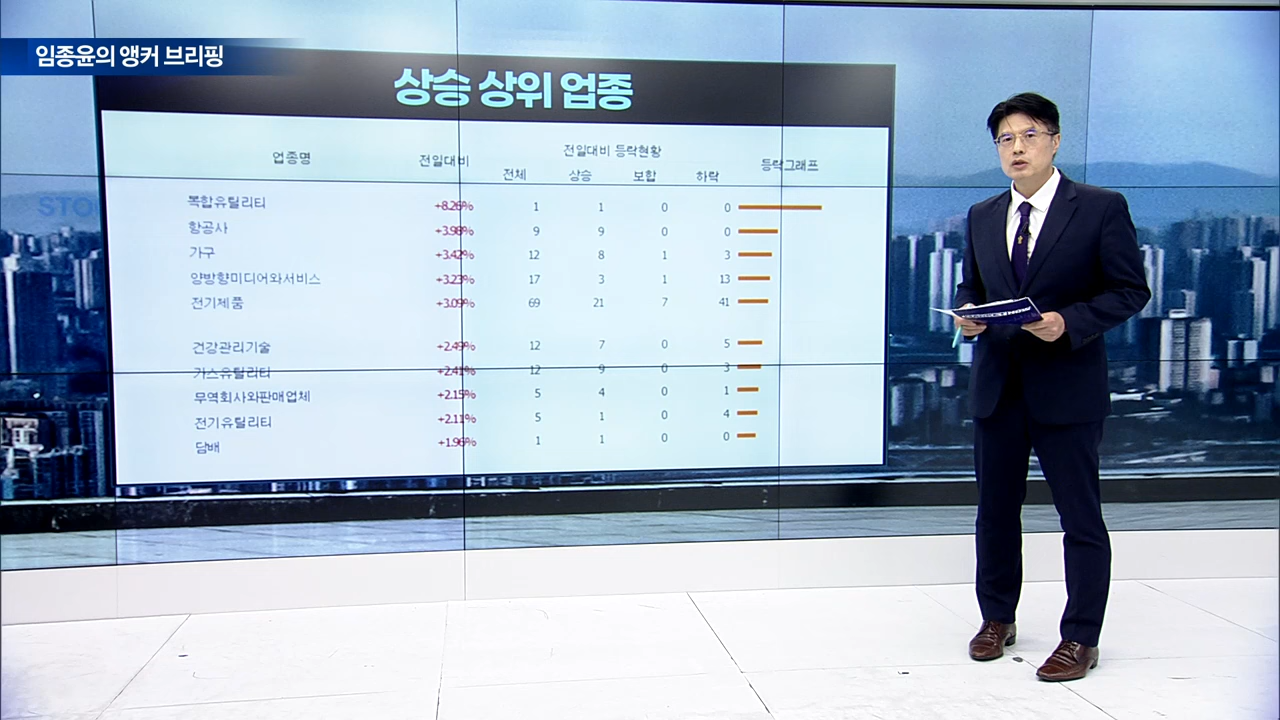 임종윤의 앵커 브리핑
상승 상위 업종
업종명 전일대비 전일대비 등락현황 등락그래프
전체 상승 보합 하락
복합유틸리티 +8.26% 1 1 0 0
항공사 +3.98% 9 9 0 0
가구 +3.42% 12 8 1 3
양방향미디어와서비스 +3.23% 17 3 1 13
전기제품 +3.09% 69 21 7 41
건강관리기술 +2.49% 12 7 0 5
가스유틸리티 +2.41% 12 9 0 3
무역회사와판매업체 +2.15% 5 4 0 1
전기유틸리티 +2.11% 5 1 0 4
담배 +1.96% 1 1 0 0